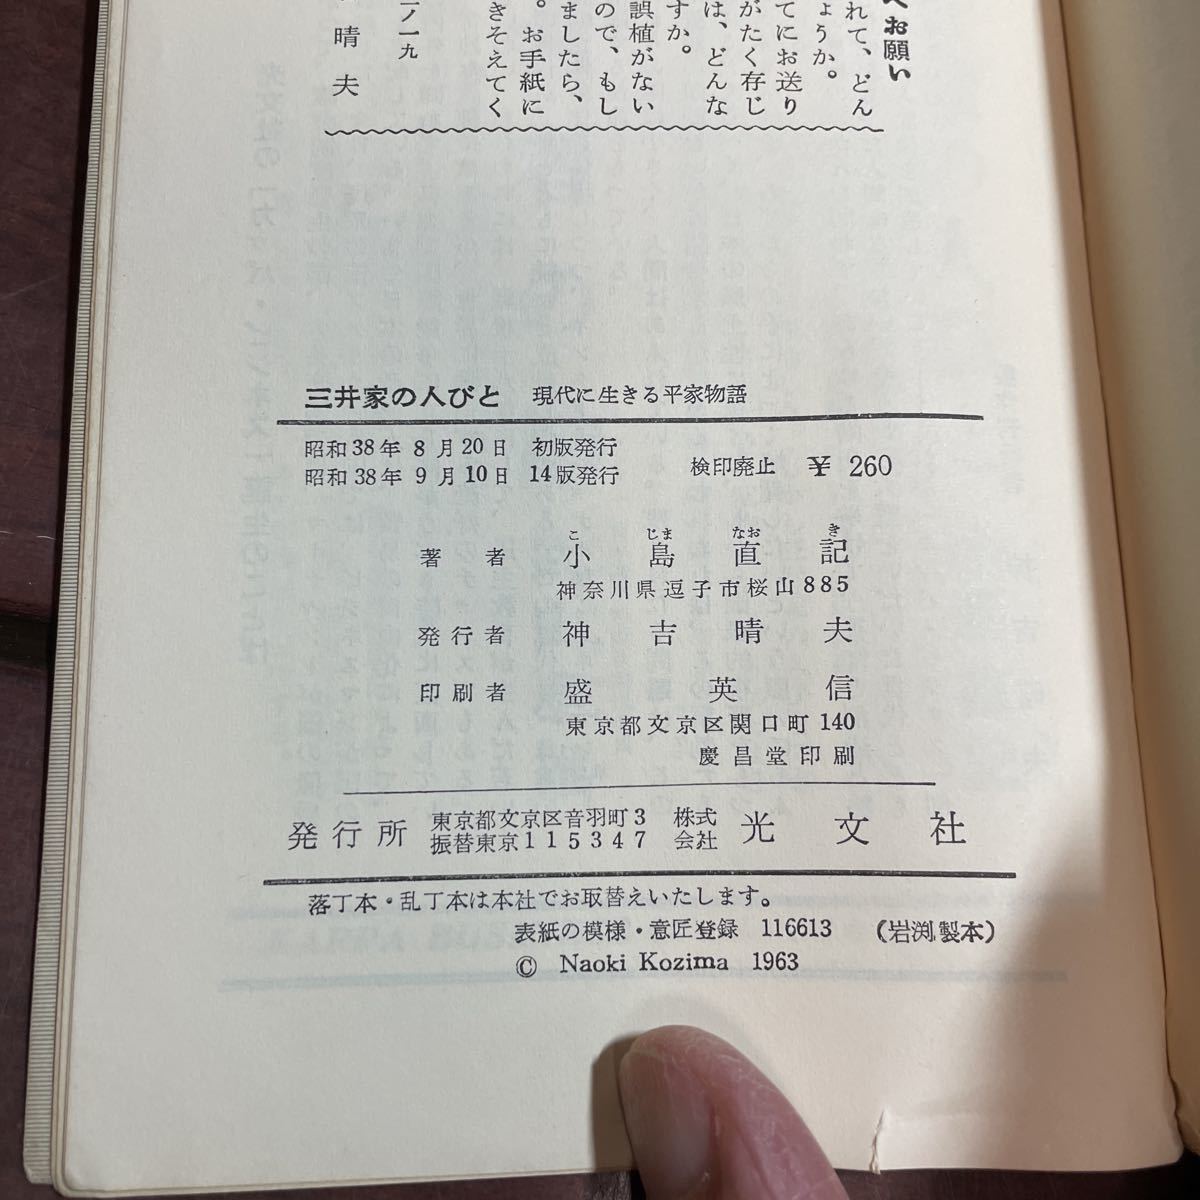 へお願い
れて、どん
ょうか。
てにお送り
がたく存じ
は、どんな
すか。
誤植がない
ので、もし
ましたら、
。お手紙に
きそえてく
ノ一九
晴夫
三井家の人びと 現代に生きる平家物語
昭和38年8月20日 初版発行
昭和38年9月10日 14版発行
検印廃止 ¥ 260
こ じま なお き
著者 小島直記
神奈川県逗子市桜山885
発行者 神吉晴夫
印刷者 盛英信
東京都文京区関口町140
慶昌堂印刷
発行所 東京都文京区音羽町3 株式 光文社
振替東京115347 会社
落丁本・乱丁本は本社でお取替えいたします。
表紙の模様・意匠登録 116613 (岩渕製本)
© Naoki Kozima 1963